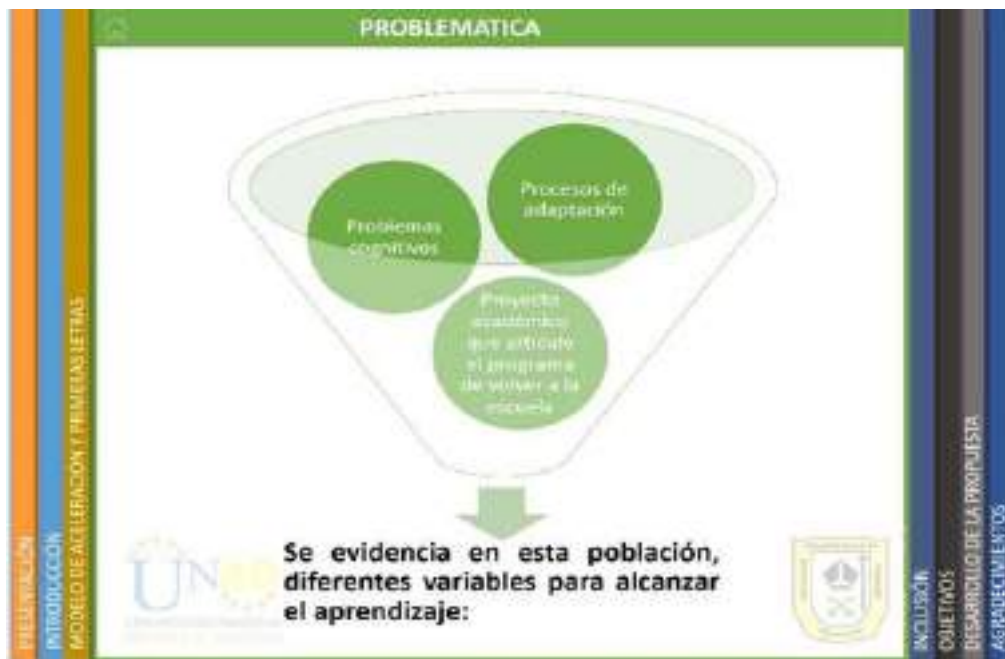 PROBLEMATICA
Problemas
cognitivos
Procesos de
adaptación
Proyecto
académico
que articule
el programa
de volver a la
escuela
Se evidencia en esta población,
diferentes variables para alcanzar
el aprendizaje:
PRESENTACIÓN
INTRODUCCIÓN
MODELO DE ACELERACIÓN Y PRIMERAS LETRAS
INCLUSIÓN
OBJETIVOS
DESARROLLO DE LA PROPUESTA
AGRADECIMIENTOS